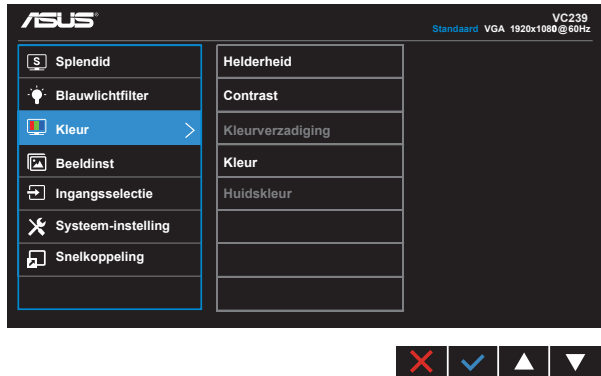 ASUS
VC239
Standaard VGA 1920x1080@60Hz
S Splendid
Blauwlichtfilter
Kleur
Beeldinst
Ingangsselectie
Systeem-instelling
Snelkoppeling
Helderheid
Contrast
Kleurverzadiging
Kleur
Huidskleur